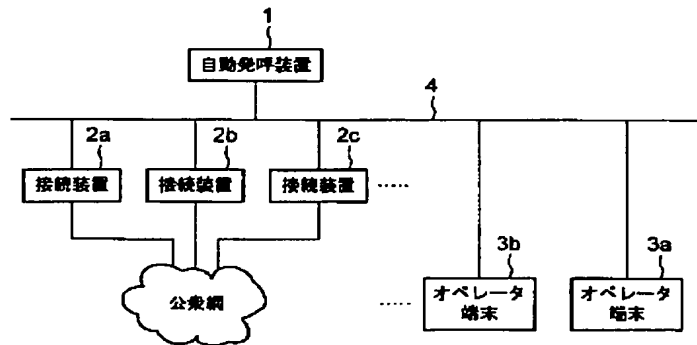 1
自動発呼装置
4
2a 2b 2c
接続装置 接続装置 接続装置 ......
3b 3a
公衆網 ...... オペレータ端末 オペレータ端末